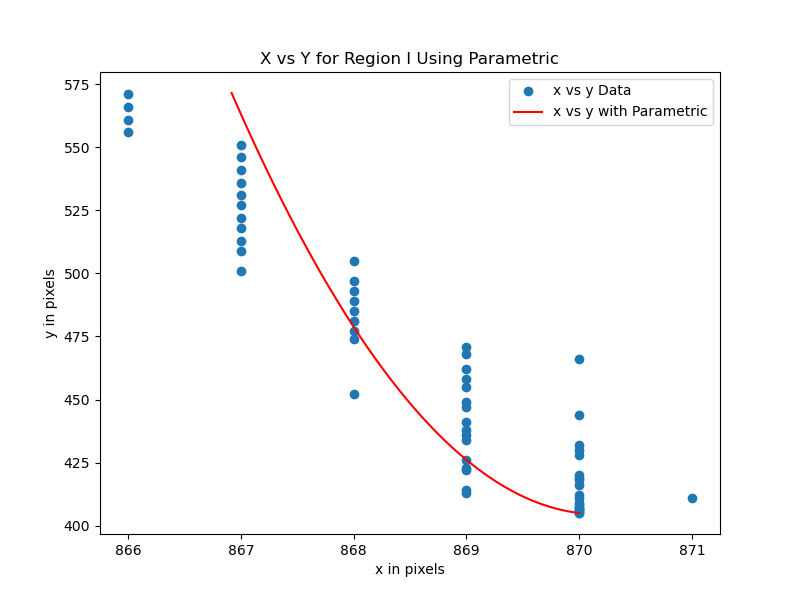 X vs Y for Region I Using Parametric
x vs y Data
x vs y with Parametric
575
550
525
500
475
450
425
400
y in pixels
866 867 868 869 870 871
x in pixels